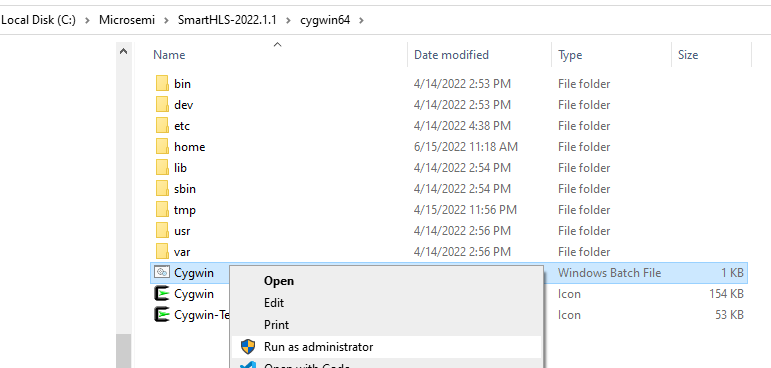 Local Disk (C:) > Microsemi > SmartHLS-2022.1.1 > cygwin64 >
Name Date modified Type Size
bin 4/14/2022 2:53 PM File folder
dev 4/14/2022 2:53 PM File folder
etc 4/14/2022 4:38 PM File folder
home 6/15/2022 11:18 AM File folder
lib 4/14/2022 2:54 PM File folder
sbin 4/14/2022 2:54 PM File folder
tmp 4/15/2022 11:56 PM File folder
usr 4/14/2022 2:56 PM File folder
var 4/14/2022 2:56 PM File folder
Cygwin Windows Batch File 1 KB
Open
Cygwin Icon 154 KB
Edit
Cygwin-Te Icon 53 KB
Print
Run as administrator
Open with Code